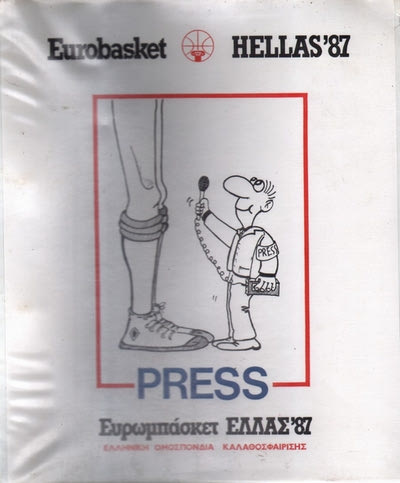 Eurobasket HELLAS'87
PRESS
PRESS
Ευρωμπάσκετ ΕΛΛΑΣ'87
ΕΛΛΗΝΙΚΗ ΟΜΟΣΠΟΝΔΙΑ ΚΑΛΑΘΟΣΦΑΙΡΙΣΗΣ